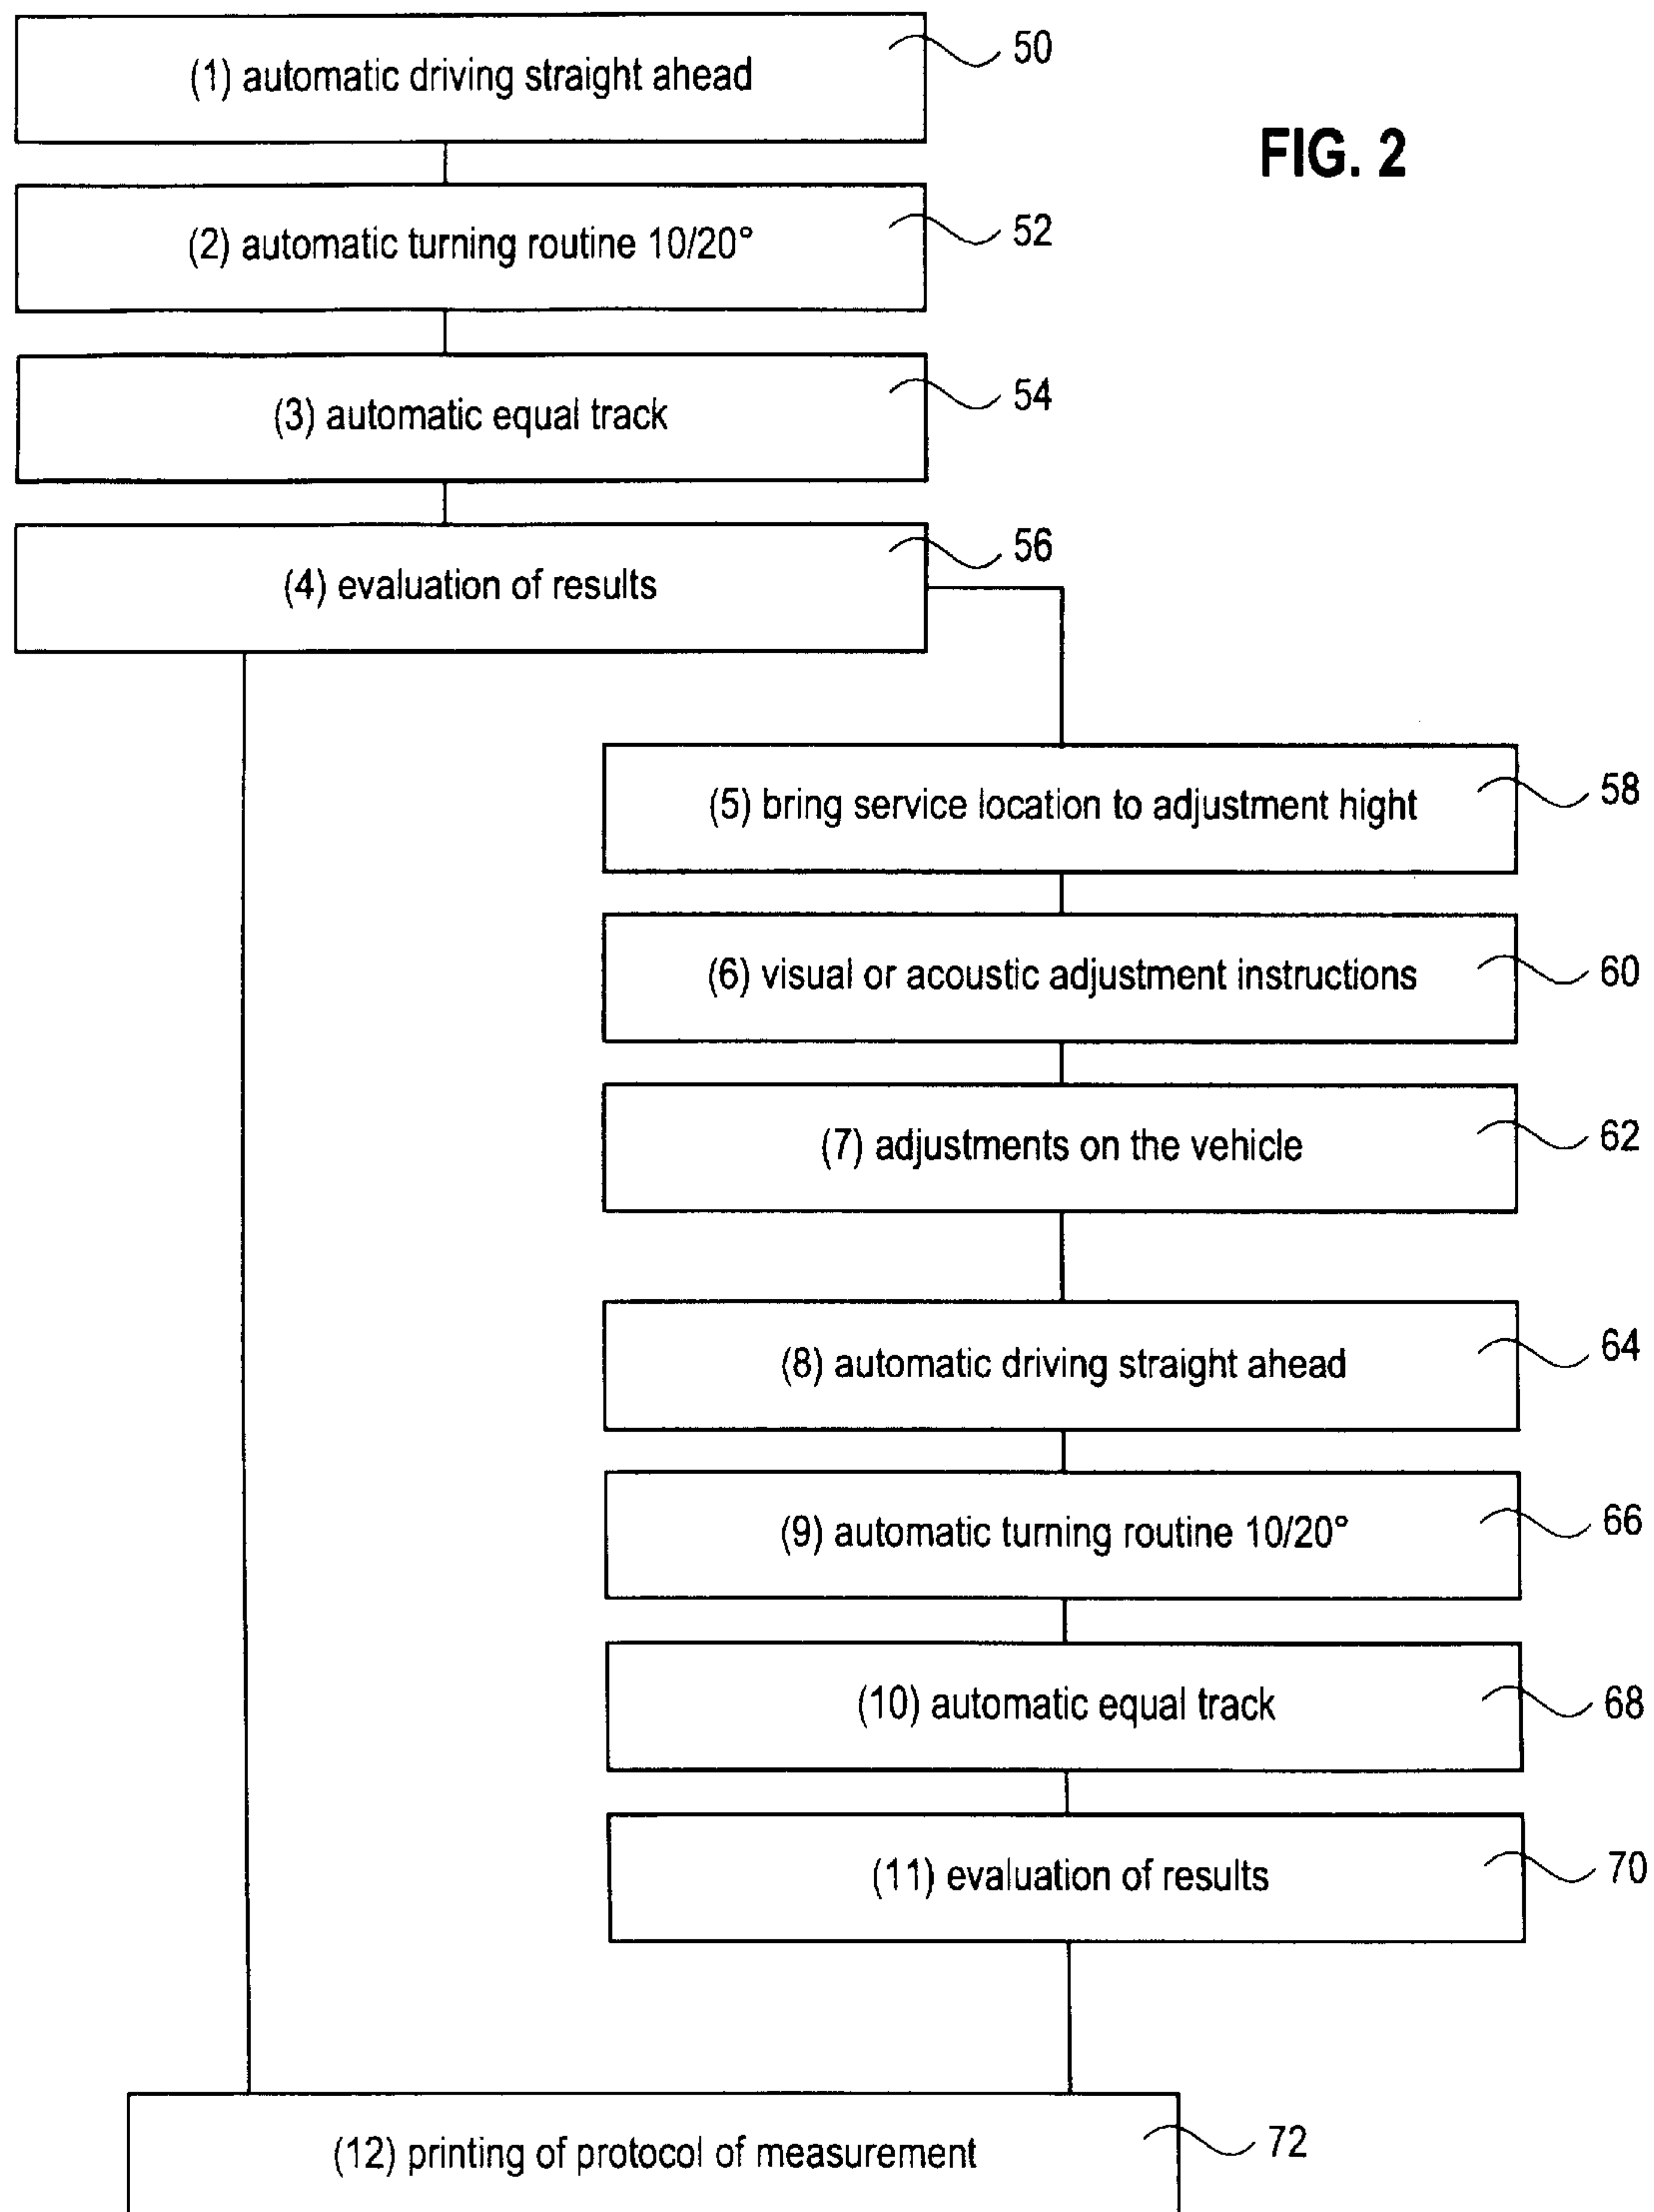 (1) automatic driving straight ahead
50
FIG. 2
(2) automatic turning routine 10/20°
52
(3) automatic equal track
54
(4) evaluation of results
56
(5) bring service location to adjustment hight
58
(6) visual or acoustic adjustment instructions
60
(7) adjustments on the vehicle
62
(8) automatic driving straight ahead
64
(9) automatic turning routine 10/20°
66
(10) automatic equal track
68
(11) evaluation of results
70
(12) printing of protocol of measurement
72